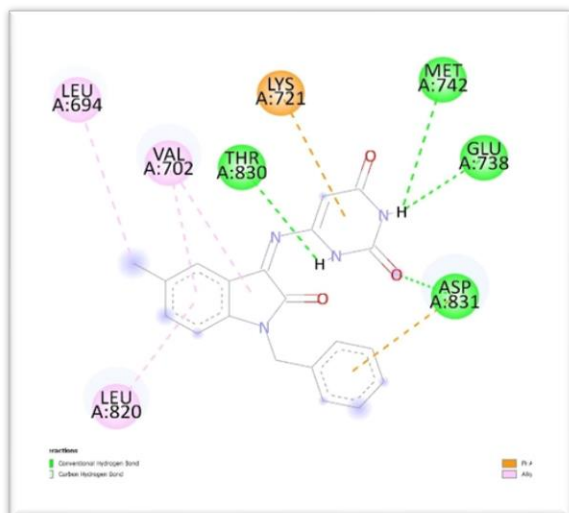 MET
A:742
LYS
A:721
LEU
A:694
GLU
A:738
VAL
A:702
THR
A:830
O
N
H
N
N
H
O
O
ASP
A:831
N
LEU
A:820
Conventional Hydrogen Bond
Carbon Hydrogen Bond